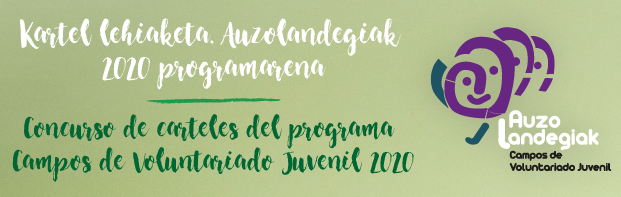 Kartel lehiaketa. Auzolandegiak
2020 programarena
Concurso de carteles del programa
Campos de Voluntariado Juvenil 2020
Auzo
Landegiak
Campos de
Voluntariado Juvenil